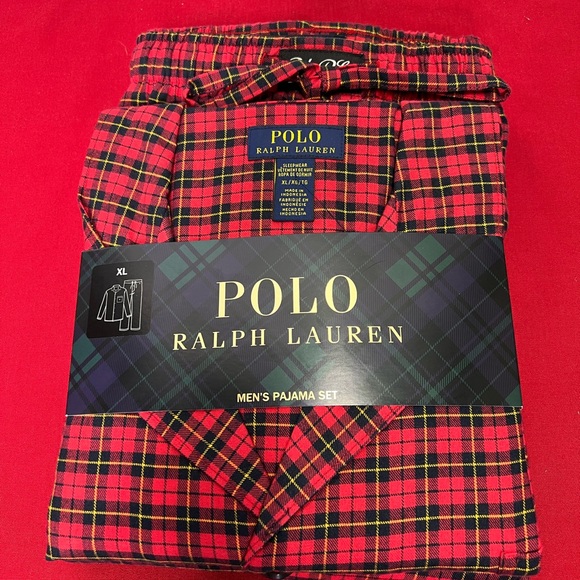 POLO
RALPH LAUREN
SLEEPWEAR
VÊTEMENT DE NUIT
ROPA DE DORMIR
XL/XG/TG
MADE IN
INDONESIA
FABRIQUÉ EN
INDONÉSIE
HECHO EN
INDONESIA
XL
POLO
RALPH LAUREN
MEN'S PAJAMA SET